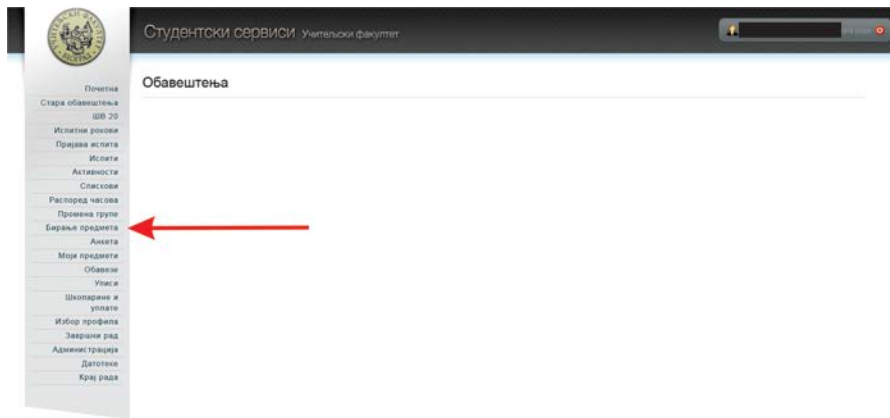 Студентски сервиси Учитељски факултет
Обавештења
Почетна
Стара обавештења
ШВ 20
Испитни рокови
Пријава испита
Испити
Активности
Спискови
Распоред часова
Промена групе
Бирање предмета
Анкета
Моји предмети
Обавезе
Уписи
Школарине и
уплате
Избор профила
Завршни рад
Администрација
Датотеке
Крај рада